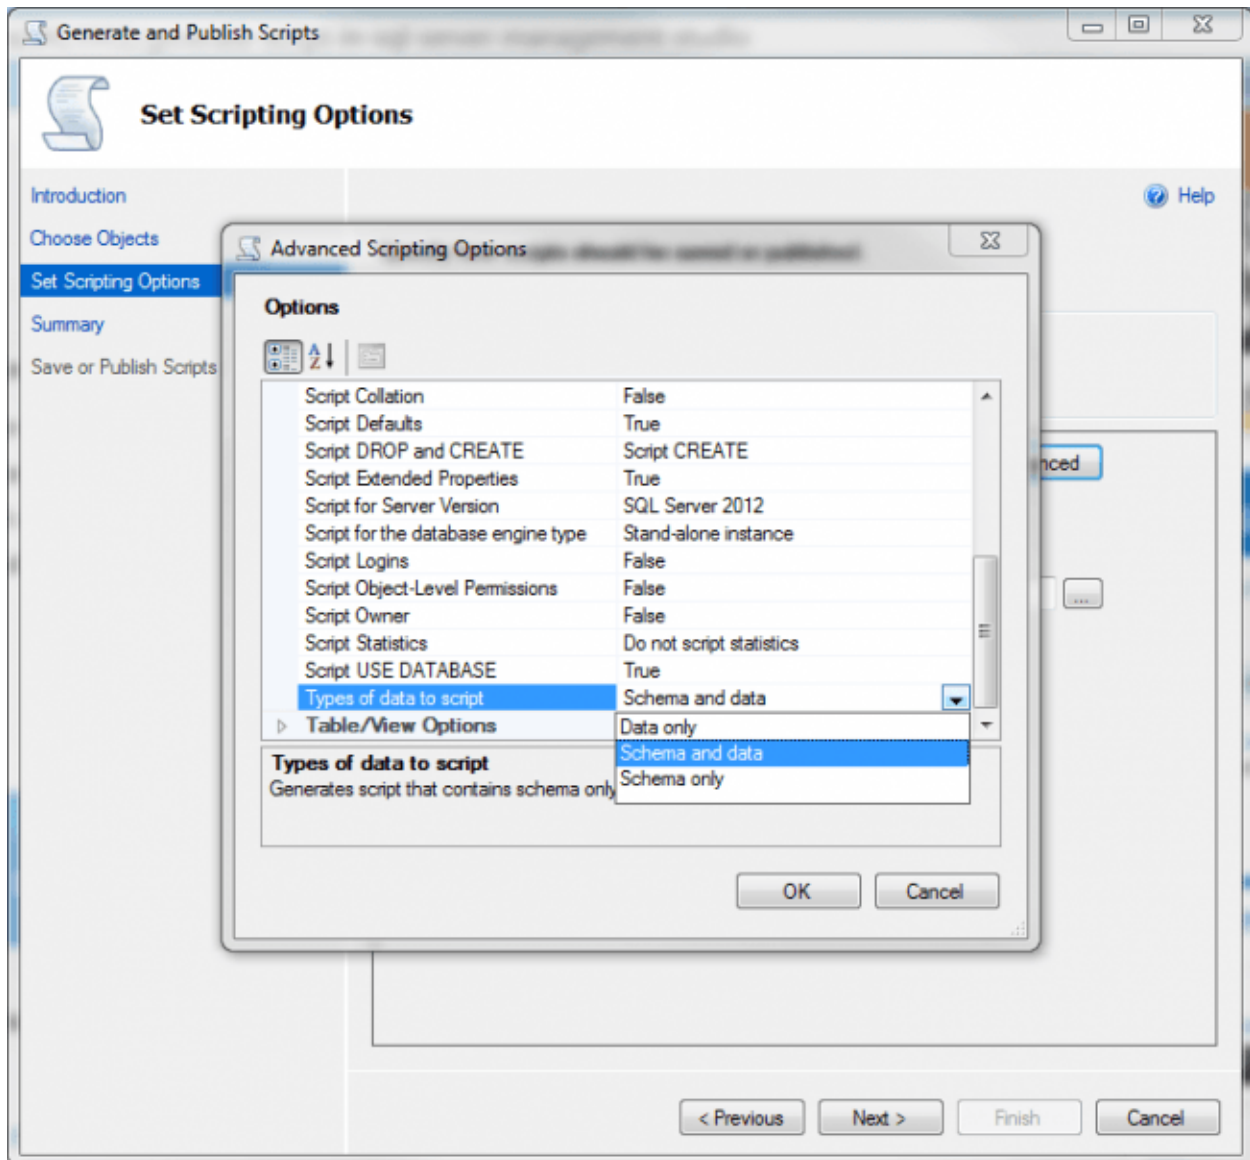 Generate and Publish Scripts
Set Scripting Options
Introduction
Help
Choose Objects
Set Scripting Options
Summary
Save or Publish Scripts
Advanced Scripting Options
Options
Script Collation False
Script Defaults True
Script DROP and CREATE Script CREATE
Script Extended Properties True
Script for Server Version SQL Server 2012
Script for the database engine type Stand-alone instance
Script Logins False
Script Object-Level Permissions False
Script Owner False
Script Statistics Do not script statistics
Script USE DATABASE True
Types of data to script Schema and data
Table/View Options
Data only
Schema and data
Schema only
Types of data to script
Generates script that contains schema only
OK Cancel
nced
...
< Previous Next > Finish Cancel